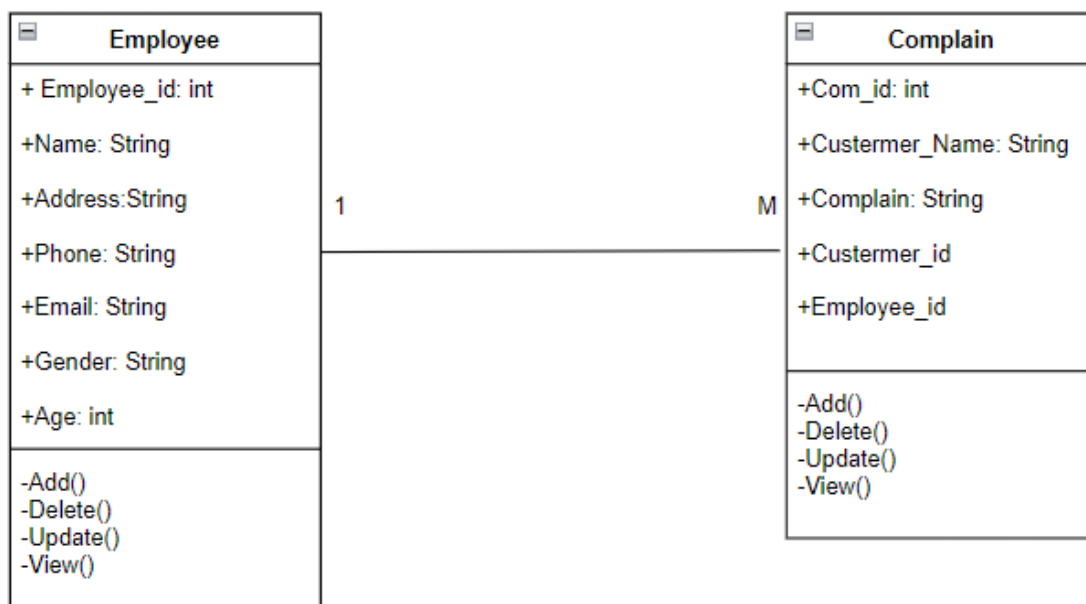 Employee
+ Employee_id: int
+Name: String
+Address:String
+Phone: String
+Email: String
+Gender: String
+Age: int
-Add()
-Delete()
-Update()
-View()
1
M
Complain
+Com_id: int
+Custermer_Name: String
+Complain: String
+Custermer_id
+Employee_id
-Add()
-Delete()
-Update()
-View()